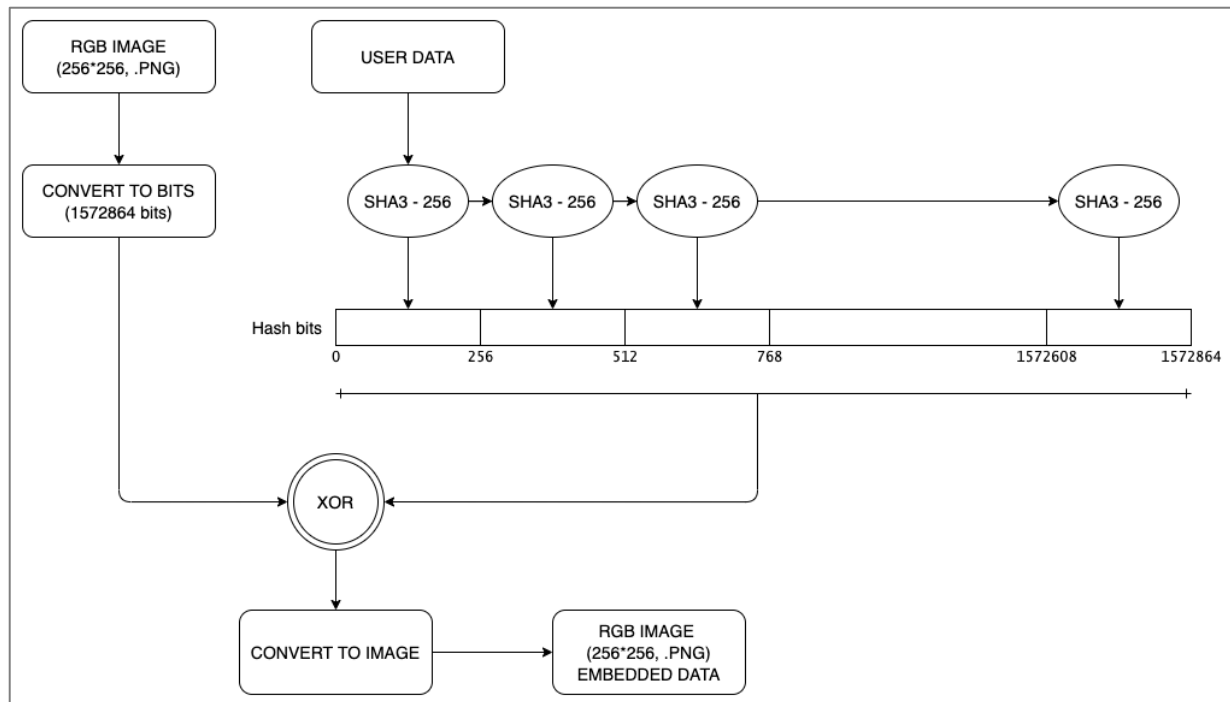 RGB IMAGE
(256*256, .PNG)
USER DATA
CONVERT TO BITS
(1572864 bits)
SHA3 - 256
SHA3 - 256
SHA3 - 256
SHA3 - 256
Hash bits
0
256
512
768
1572608
1572864
XOR
CONVERT TO IMAGE
RGB IMAGE
(256*256, .PNG)
EMBEDDED DATA